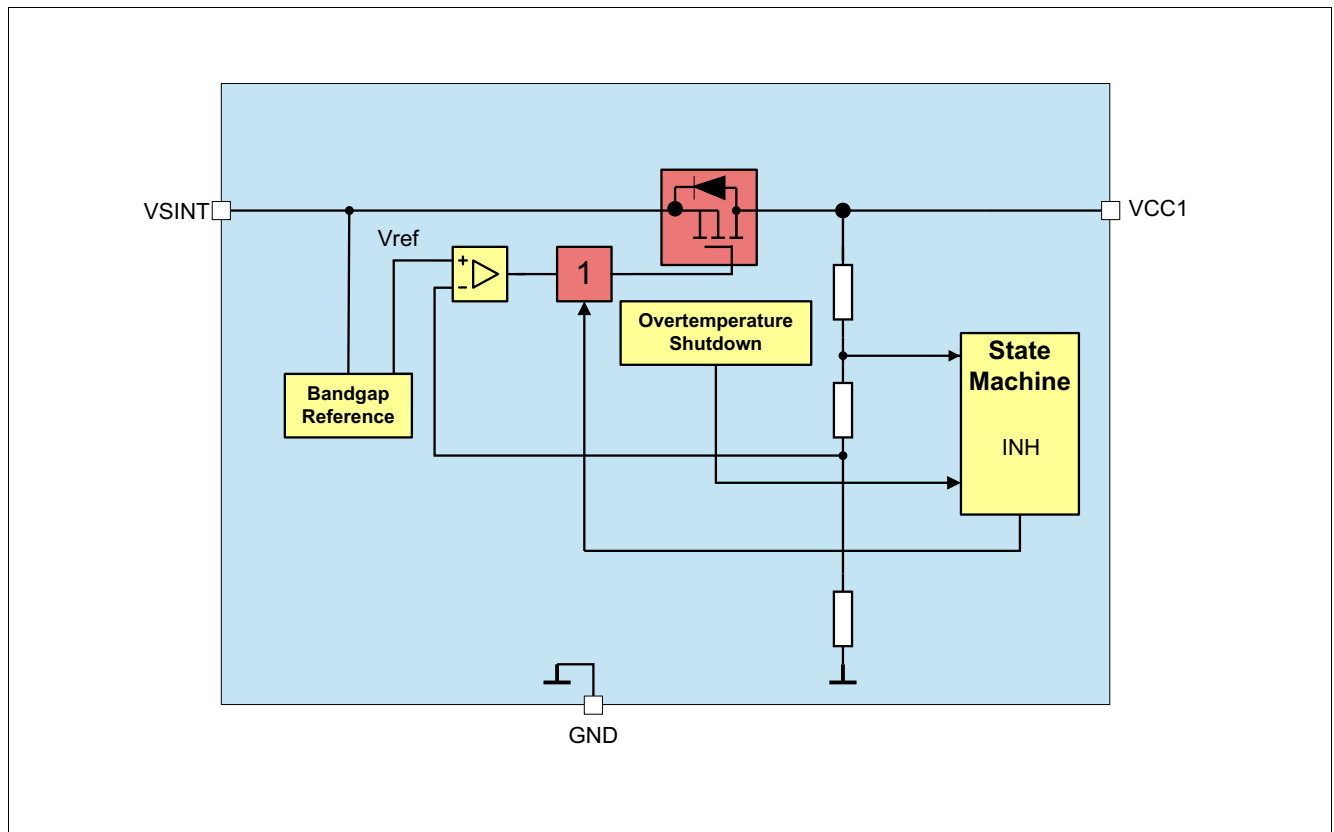 VSINT
VCC1
Vref
+
-
1
Overtemperature
Shutdown
State
Machine
INH
Bandgap
Reference
GND